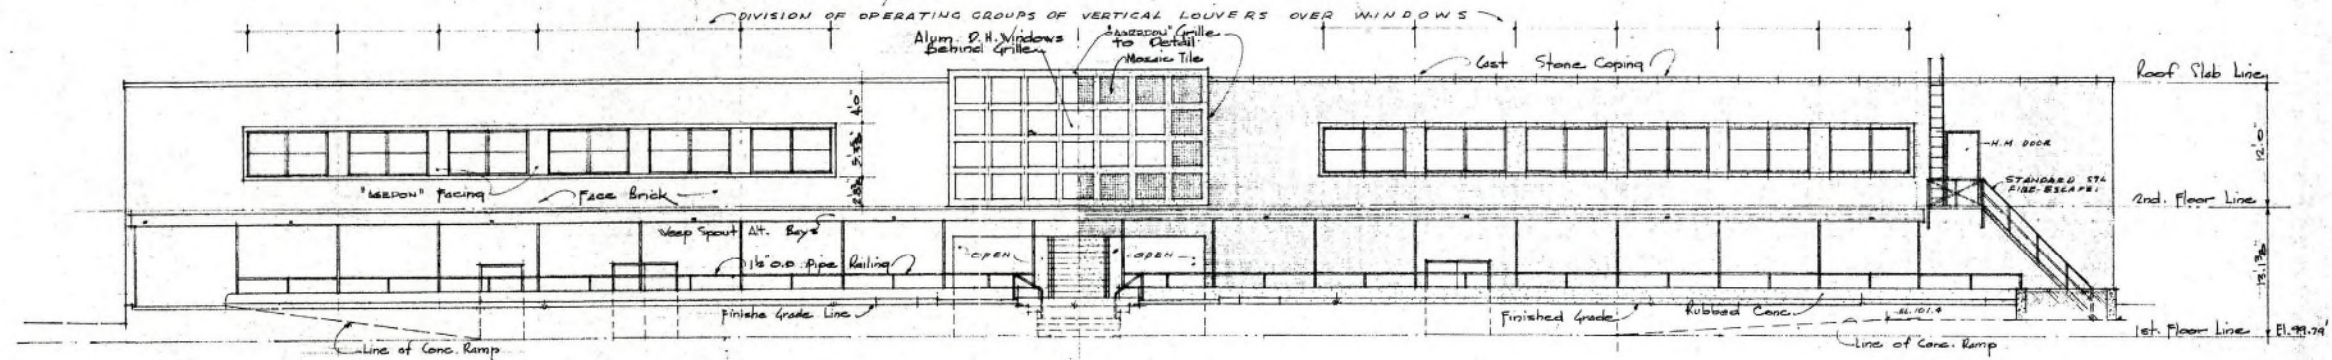 DIVISION OF OPERATING GROUPS OF VERTICAL LOUVERS OVER WINDOWS
Alum. D.H. Windows
Behind Grille
Grille
to Detail
Mosaic Tile
Cast Stone Coping
Roof Slab Line
4'0"
12'.0"
H.M DOOR
STANDARD STL
FIRE-ESCAPE.
Facing
Face Brick
2nd. Floor Line
Weep Spout Alt. Bays
OPEN
OPEN
1½" O.D. Pipe Railing
Finishe Grade Line
Finished Grade
Rubbed Conc.
EL.101.4
1st. Floor Line El. 99.79'
Line of Conc. Ramp
Line of Conc. Ramp